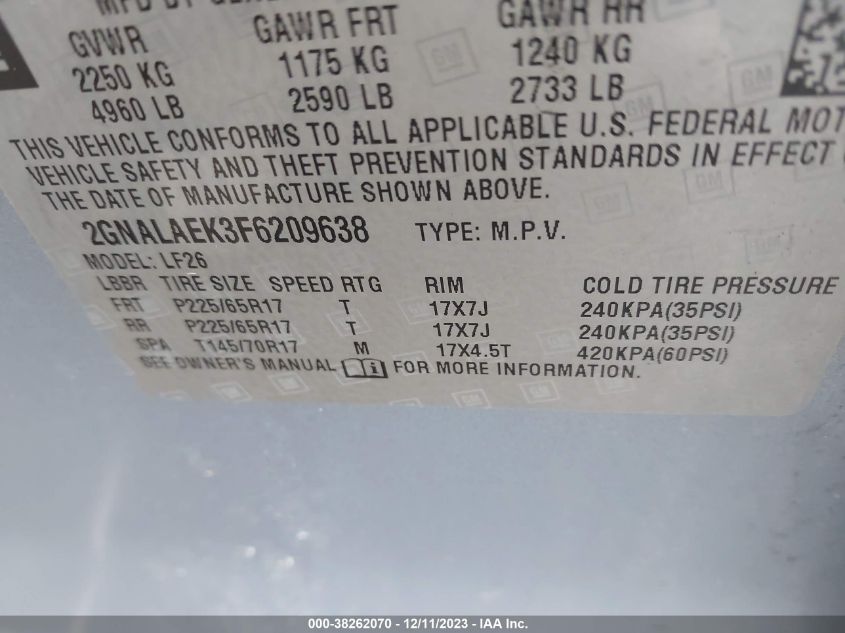 MFD BY
GVWR GAWR FRT GAWR RR
2250 KG 1175 KG 1240 KG
4960 LB 2590 LB 2733 LB
THIS VEHICLE CONFORMS TO ALL APPLICABLE U.S. FEDERAL MOT
VEHICLE SAFETY AND THEFT PREVENTION STANDARDS IN EFFECT
THE DATE OF MANUFACTURE SHOWN ABOVE.
2GNALAEK3F6209638 TYPE: M.P.V.
MODEL: LF26
LBBR TIRE SIZE SPEED RTG RIM COLD TIRE PRESSURE
FRT P225/65R17 T 17X7J 240KPA(35PSI)
RR P225/65R17 T 17X7J 240KPA(35PSI)
SPA T145/70R17 M 17X4.5T 420KPA(60PSI)
SEE OWNER'S MANUAL i FOR MORE INFORMATION.
000-38262070 - 12/11/2023 - IAA Inc.